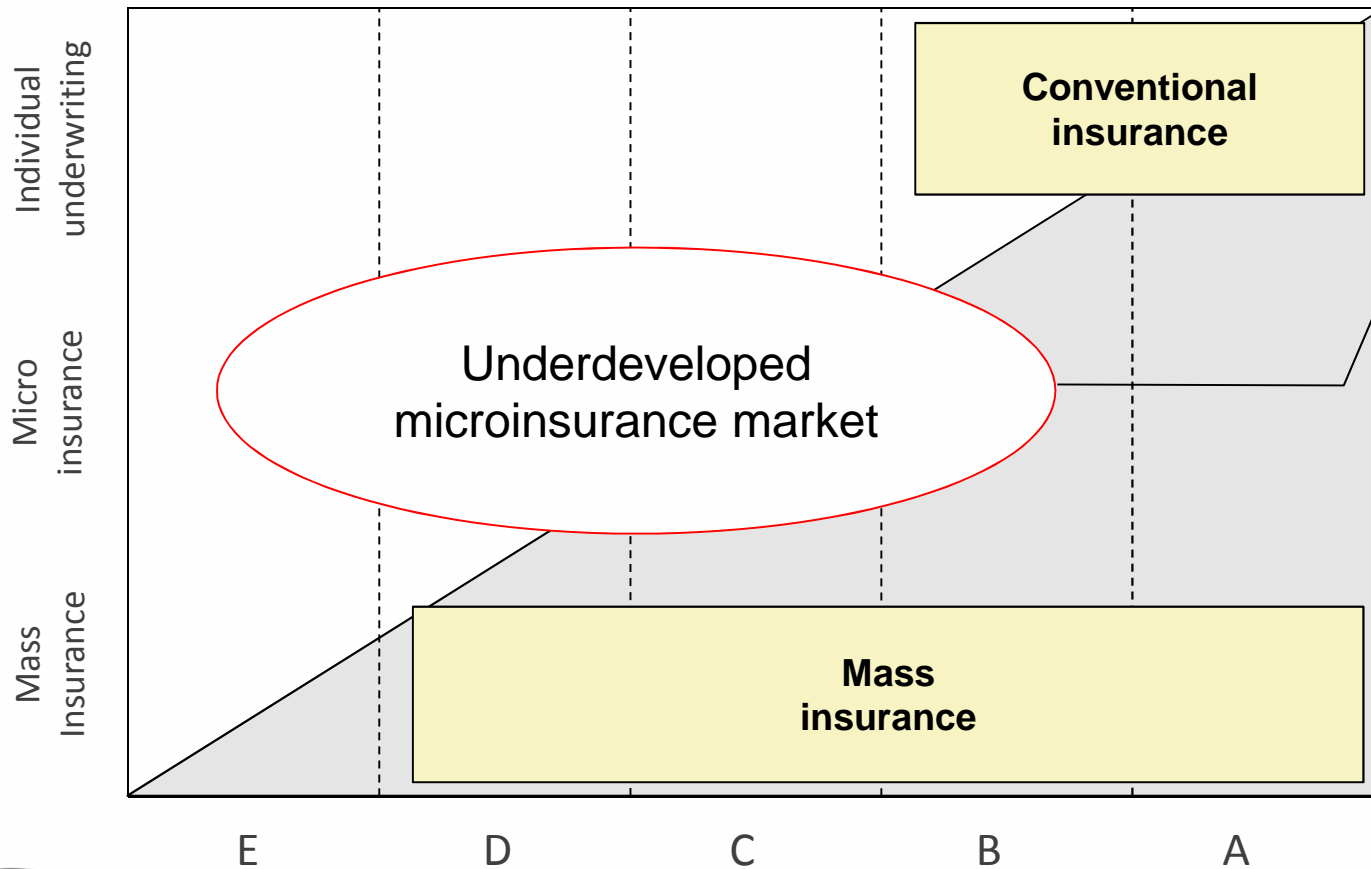 Individual
underwriting
Conventional
insurance
Micro
insurance
Underdeveloped
microinsurance market
Mass
Insurance
Mass
insurance
E
D
C
B
A